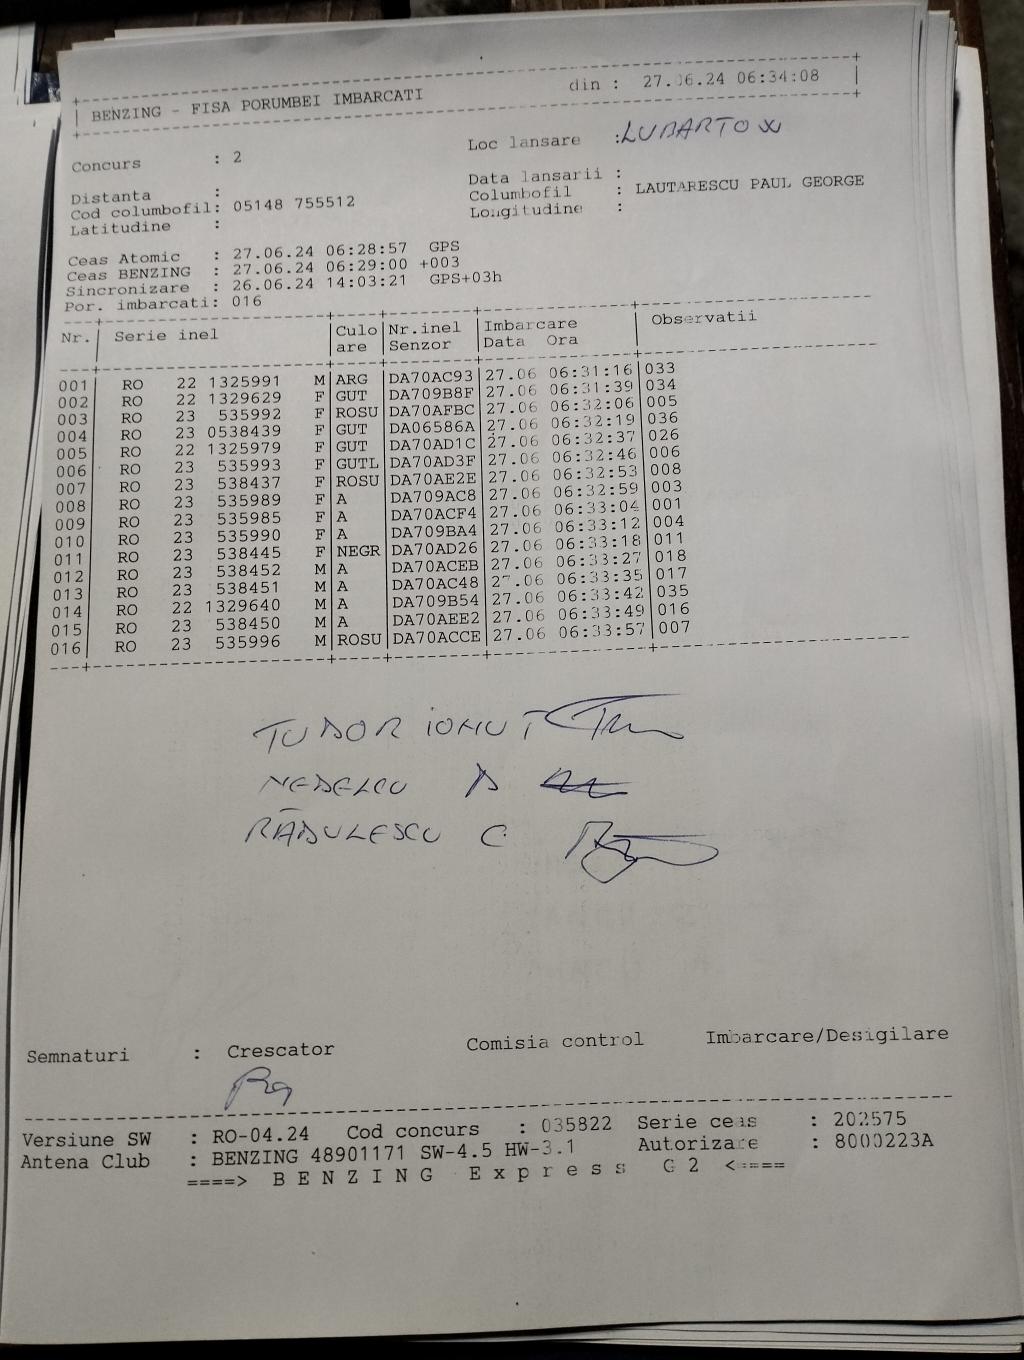 BENZING - FISA PORUMBEI IMBARCATI din : 27.06.24 06:34:08
Concurs : 2 Loc lansare :LUBARTOW
Distanta : Data lansarii :
Cod columbofil: 05148 755512 Columbofil : LAUTARESCU PAUL GEORGE
Latitudine : Longitudine :
Ceas Atomic : 27.06.24 06:28:57 GPS
Ceas BENZING : 27.06.24 06:29:00 +003
Sincronizare : 26.06.24 14:03:21 GPS+03h
Por. imbarcati: 016
Nr. Serie inel Culo Nr.inel Imbarcare Observatii
are Senzor Data Ora
001 RO 22 1325991 M ARG DA70AC93 27.06 06:31:16 033
002 RO 22 1329629 F GUT DA709B8F 27.06 06:31:39 034
003 RO 23 535992 F ROSU DA70AFBC 27.06 06:32:06 005
004 RO 23 0538439 F GUT DA06586A 27.06 06:32:19 036
005 RO 22 1325979 F GUT DA70AD1C 27.06 06:32:37 026
006 RO 23 535993 F GUTL DA70AD3F 27.06 06:32:46 006
007 RO 23 538437 F ROSU DA70AE2E 27.06 06:32:53 008
008 RO 23 535989 F A DA709AC8 27.06 06:32:59 003
009 RO 23 535985 F A DA70ACF4 27.06 06:33:04 001
010 RO 23 535990 F A DA709BA4 27.06 06:33:12 004
011 RO 23 538445 F NEGR DA70AD26 27.06 06:33:18 011
012 RO 23 538452 M A DA70ACEB 27.06 06:33:27 018
013 RO 23 538451 M A DA70AC48 27.06 06:33:35 017
014 RO 22 1329640 M A DA709B54 27.06 06:33:42 035
015 RO 23 538450 M A DA70AEE2 27.06 06:33:49 016
016 RO 23 535996 M ROSU DA70ACCE 27.06 06:33:57 007
TUDOR IONUT
NEDELCU D
RĂDULESCU C
Semnaturi : Crescator Comisia control Imbarcare/Desigilare
Versiune SW : RO-04.24 Cod concurs : 035822 Serie ceas : 202575
Antena Club : BENZING 48901171 SW-4.5 HW-3.1 Autorizare : 8000223A
====> B E N Z I N G E x p r e s s G 2 <====